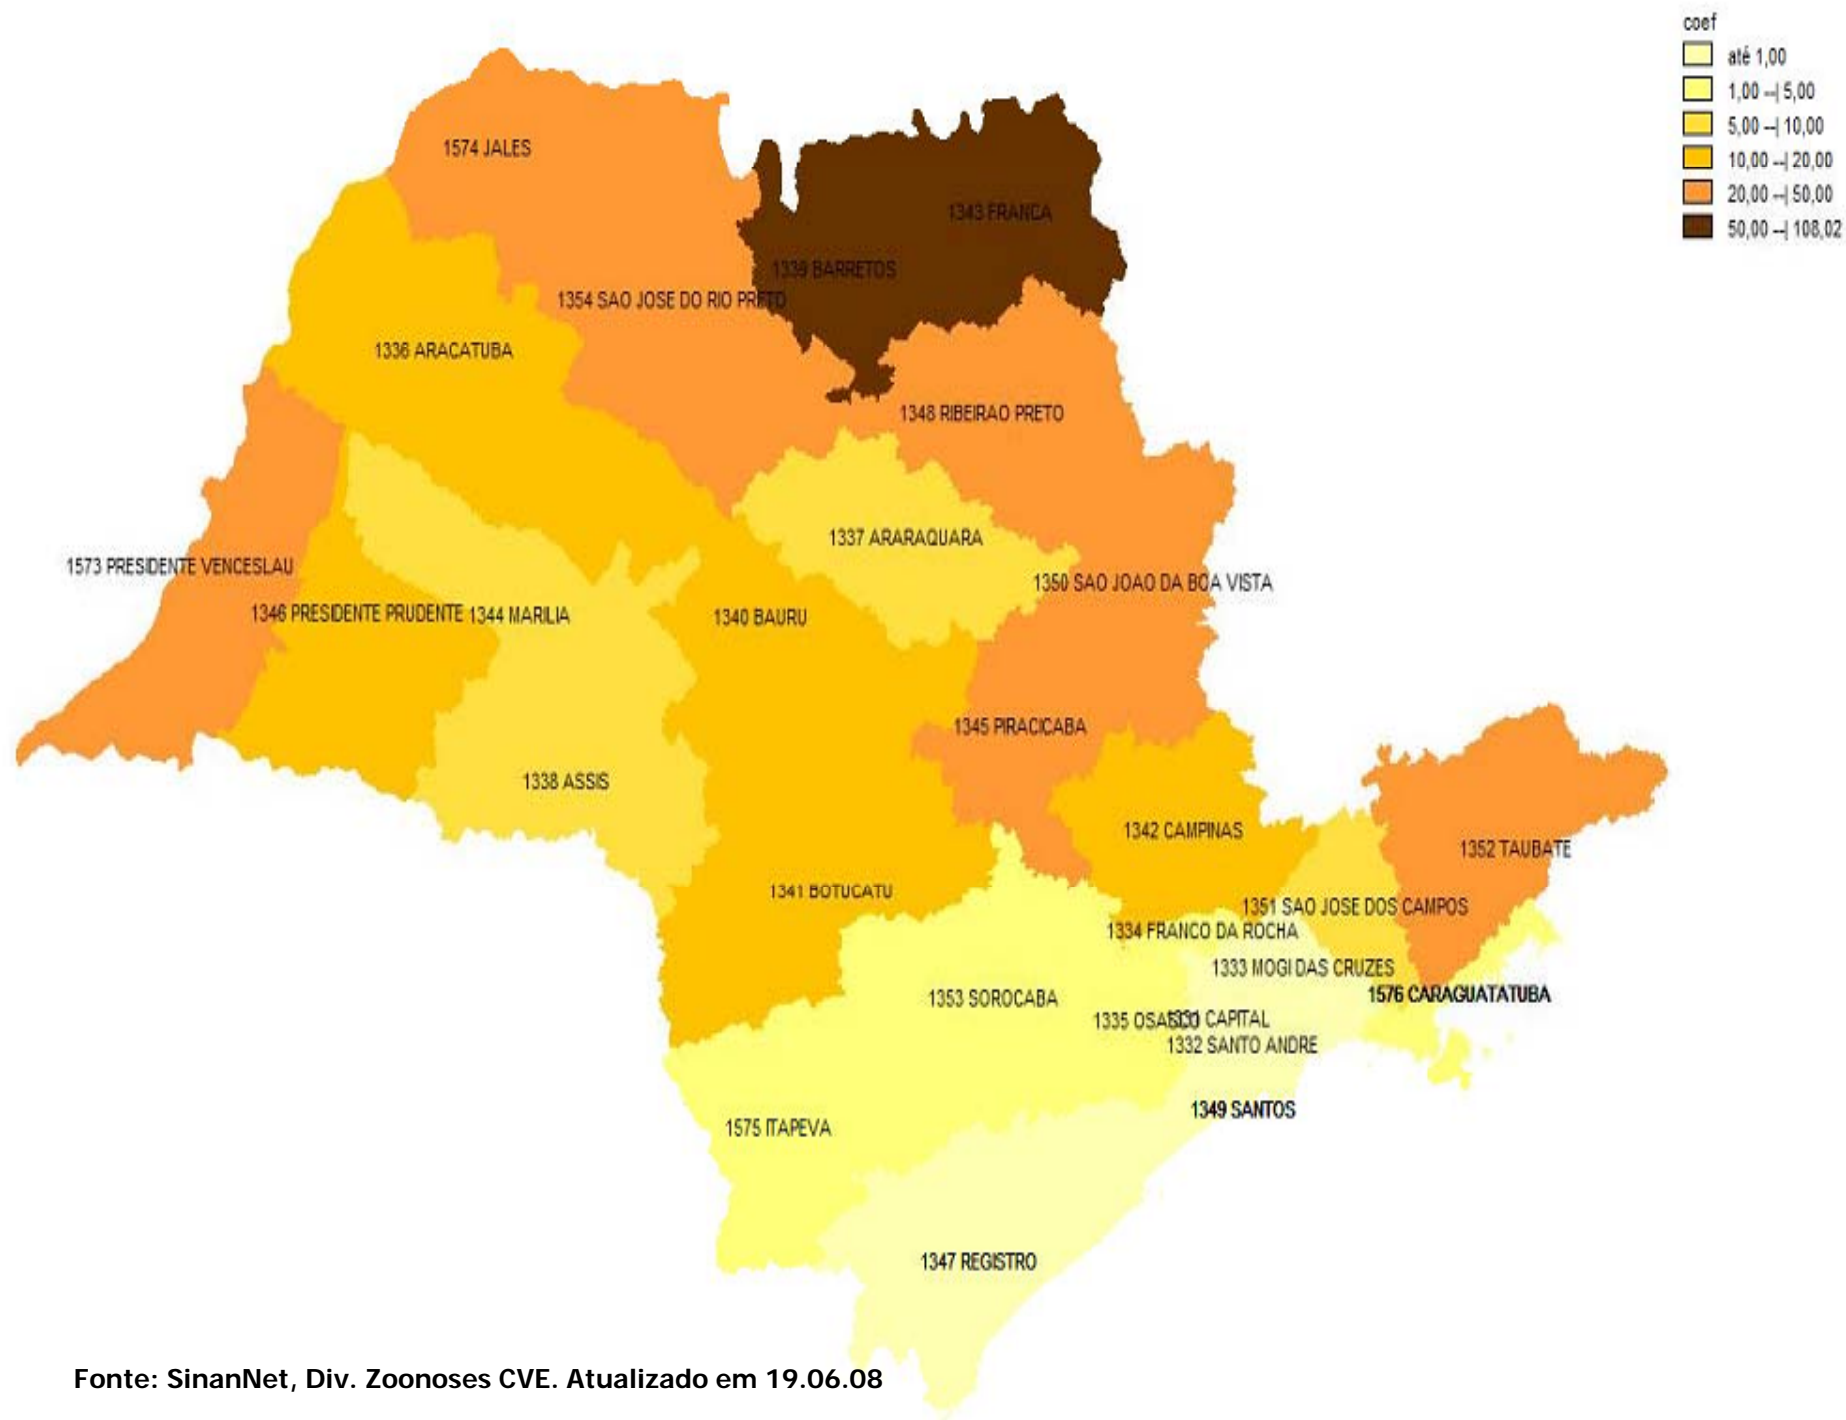 coef
até 1,00
1,00 --| 5,00
5,00 --| 10,00
10,00 --| 20,00
20,00 --| 50,00
50,00 --| 108,02
1574 JALES
1343 FRANCA
1339 BARRETOS
1354 SAO JOSE DO RIO PRETO
1336 ARACATUBA
1348 RIBEIRAO PRETO
1337 ARARAQUARA
1573 PRESIDENTE VENCESLAU
1350 SAO JOAO DA BOA VISTA
1346 PRESIDENTE PRUDENTE
1344 MARILIA
1340 BAURU
1345 PIRACICABA
1338 ASSIS
1342 CAMPINAS
1352 TAUBATE
1341 BOTUCATU
1351 SAO JOSE DOS CAMPOS
1334 FRANCO DA ROCHA
1333 MOGI DAS CRUZES
1576 CARAGUATATUBA
1353 SOROCABA
1335 OSASCO
1331 CAPITAL
1332 SANTO ANDRE
1349 SANTOS
1575 ITAPEVA
1347 REGISTRO
Fonte: SinanNet, Div. Zoonoses CVE. Atualizado em 19.06.08